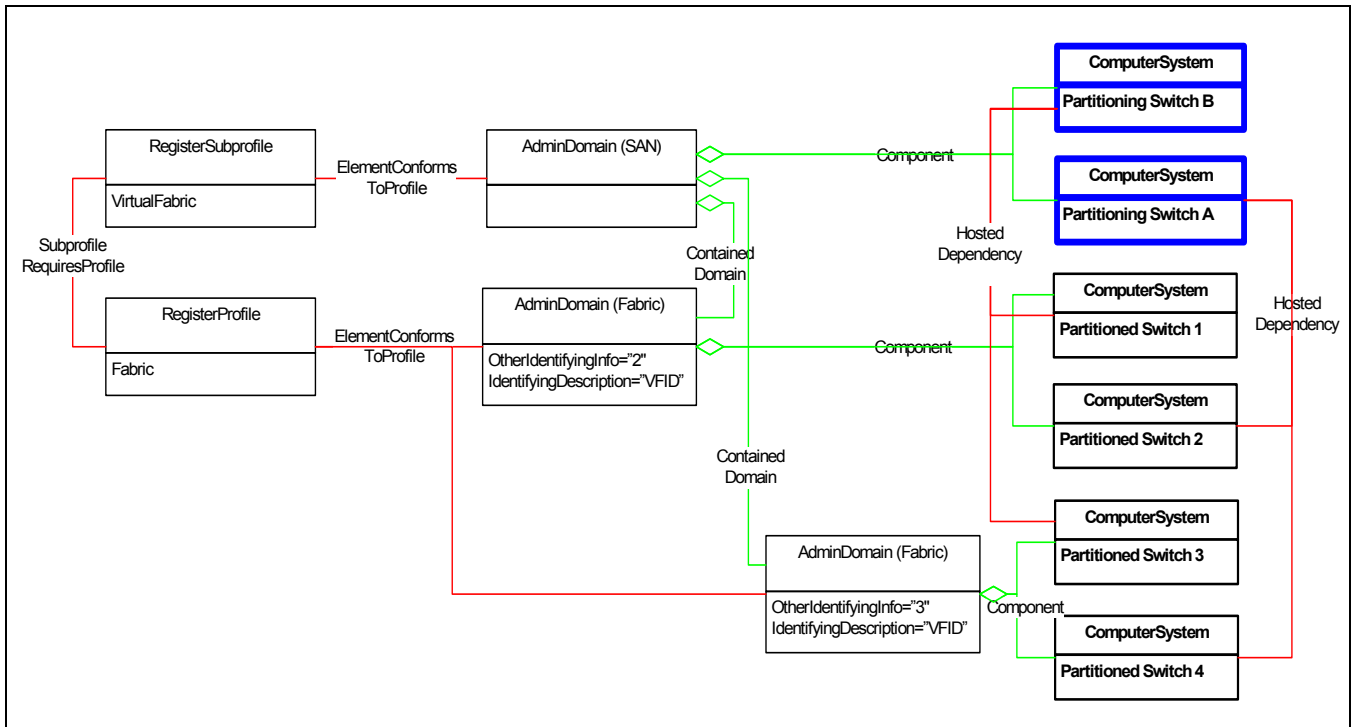 ComputerSystem
Partitioning Switch B
RegisterSubprofile
VirtualFabric
ElementConforms
ToProfile
AdminDomain (SAN)
Component
ComputerSystem
Partitioning Switch A
Subprofile
RequiresProfile
Contained
Domain
Hosted
Dependency
RegisterProfile
Fabric
ElementConforms
ToProfile
AdminDomain (Fabric)
OtherIdentifyingInfo="2"
IdentifyingDescription="VFID"
Component
ComputerSystem
Partitioned Switch 1
Hosted
Dependency
ComputerSystem
Partitioned Switch 2
Contained
Domain
ComputerSystem
Partitioned Switch 3
AdminDomain (Fabric)
OtherIdentifyingInfo="3"
IdentifyingDescription="VFID"
Component
ComputerSystem
Partitioned Switch 4